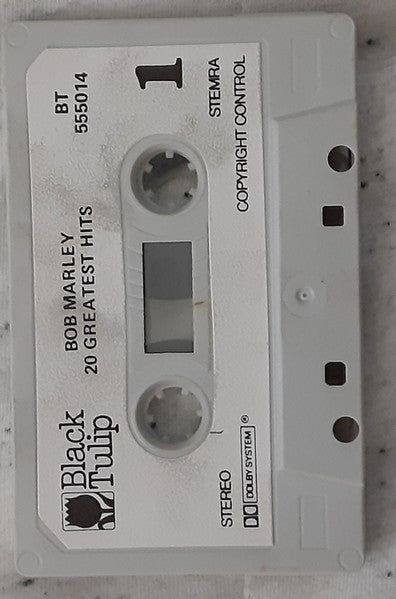 Black
Tulip
BOB MARLEY
20 GREATEST HITS
BT
555014
1
STEREO
DOLBY SYSTEM ®
STEMRA
COPYRIGHT CONTROL